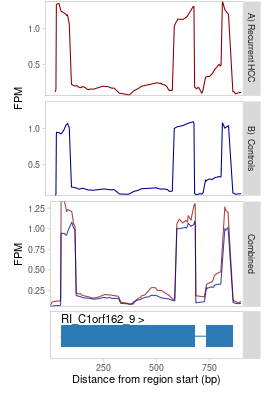 FPM
1.0
0.5
A) Recurrent HCC
FPM
1.0
0.5
B) Controls
FPM
1.25
1.00
0.75
0.50
0.25
Combined
RI_C1orf162_9 >
250
500
750
Distance from region start (bp)